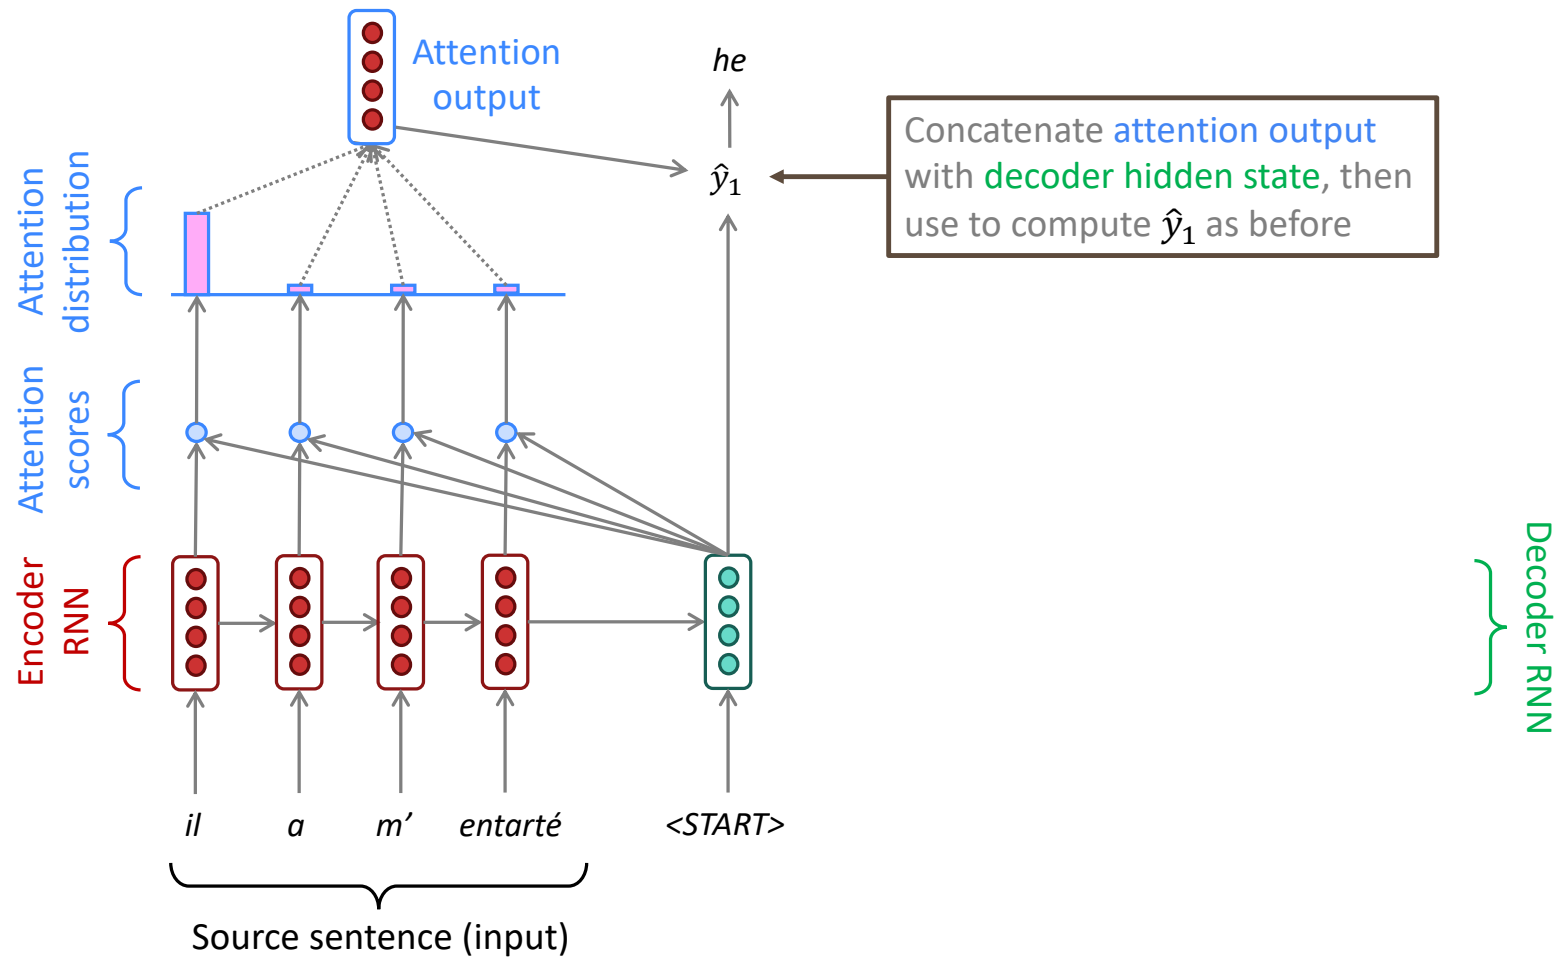 Attention
output
he
Concatenate attention output
with decoder hidden state, then
use to compute ŷ₁ as before
ŷ₁
Attention
distribution
Attention
scores
Encoder
RNN
Decoder RNN
il a m’ entarté <START>
Source sentence (input)